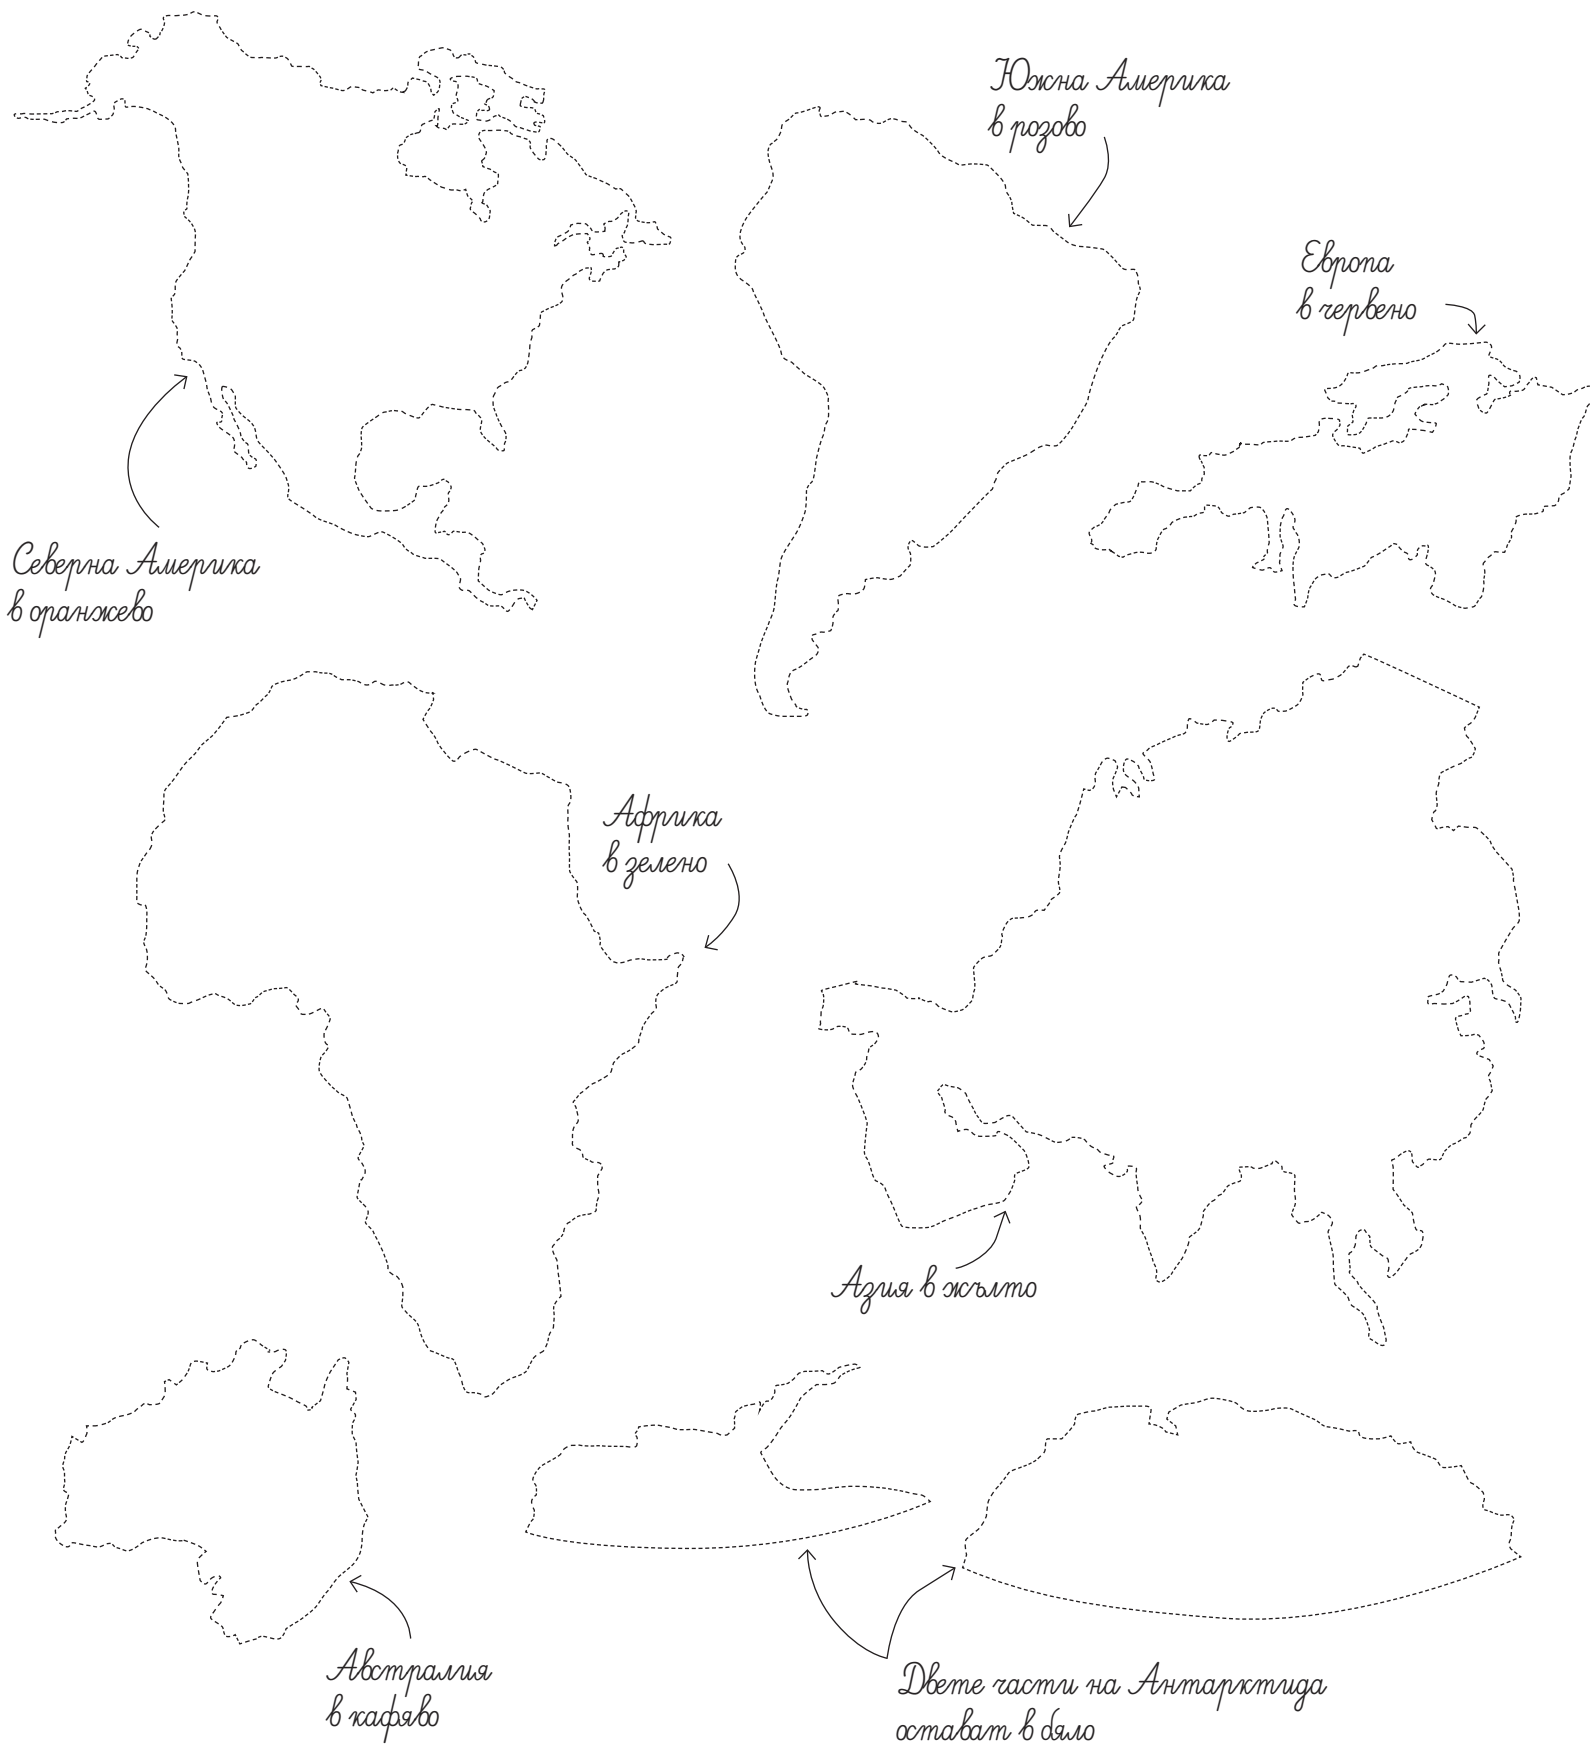 Южна Америка
в розово
Европа
в червено
Северна Америка
в оранжево
Африка
в зелено
Азия в жълто
Австралия
в кафяво
Двете части на Антарктида
остават в бяло